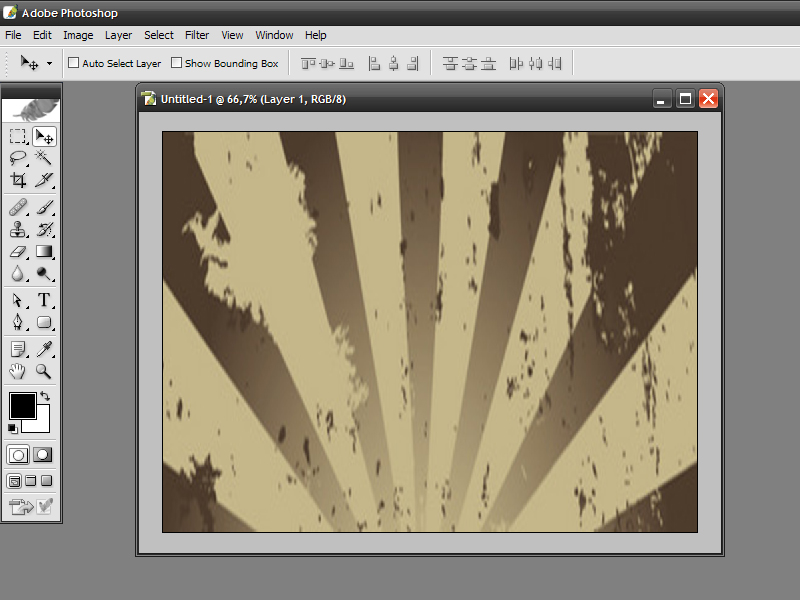 Adobe Photoshop
File Edit Image Layer Select Filter View Window Help
Auto Select Layer Show Bounding Box
Untitled-1 @ 66,7% (Layer 1, RGB/8)
T